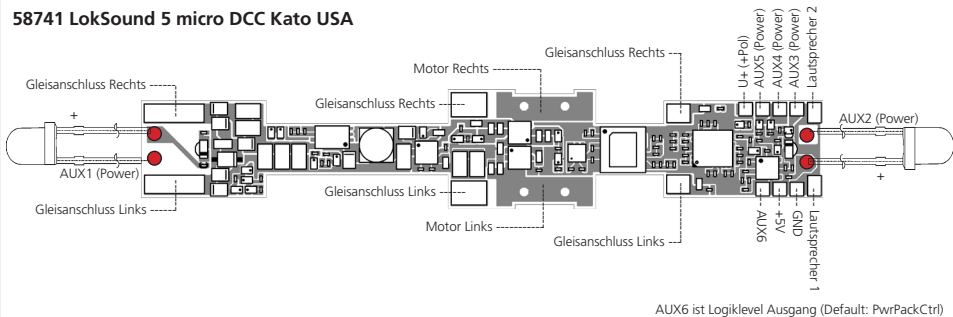 58741 LokSound 5 micro DCC Kato USA
Gleisanschluss Rechts
Gleisanschluss Rechts
Motor Rechts
Gleisanschluss Rechts
U+ (+Pol)
AUX5 (Power)
AUX4 (Power)
AUX3 (Power)
Lautsprecher 2
+
AUX1 (Power)
AUX2 (Power)
+
Gleisanschluss Links
Gleisanschluss Links
Motor Links
Gleisanschluss Links
AUX6
+5V
GND
Lautsprecher 1
AUX6 ist Logiklevel Ausgang (Default: PwrPackCtrl)